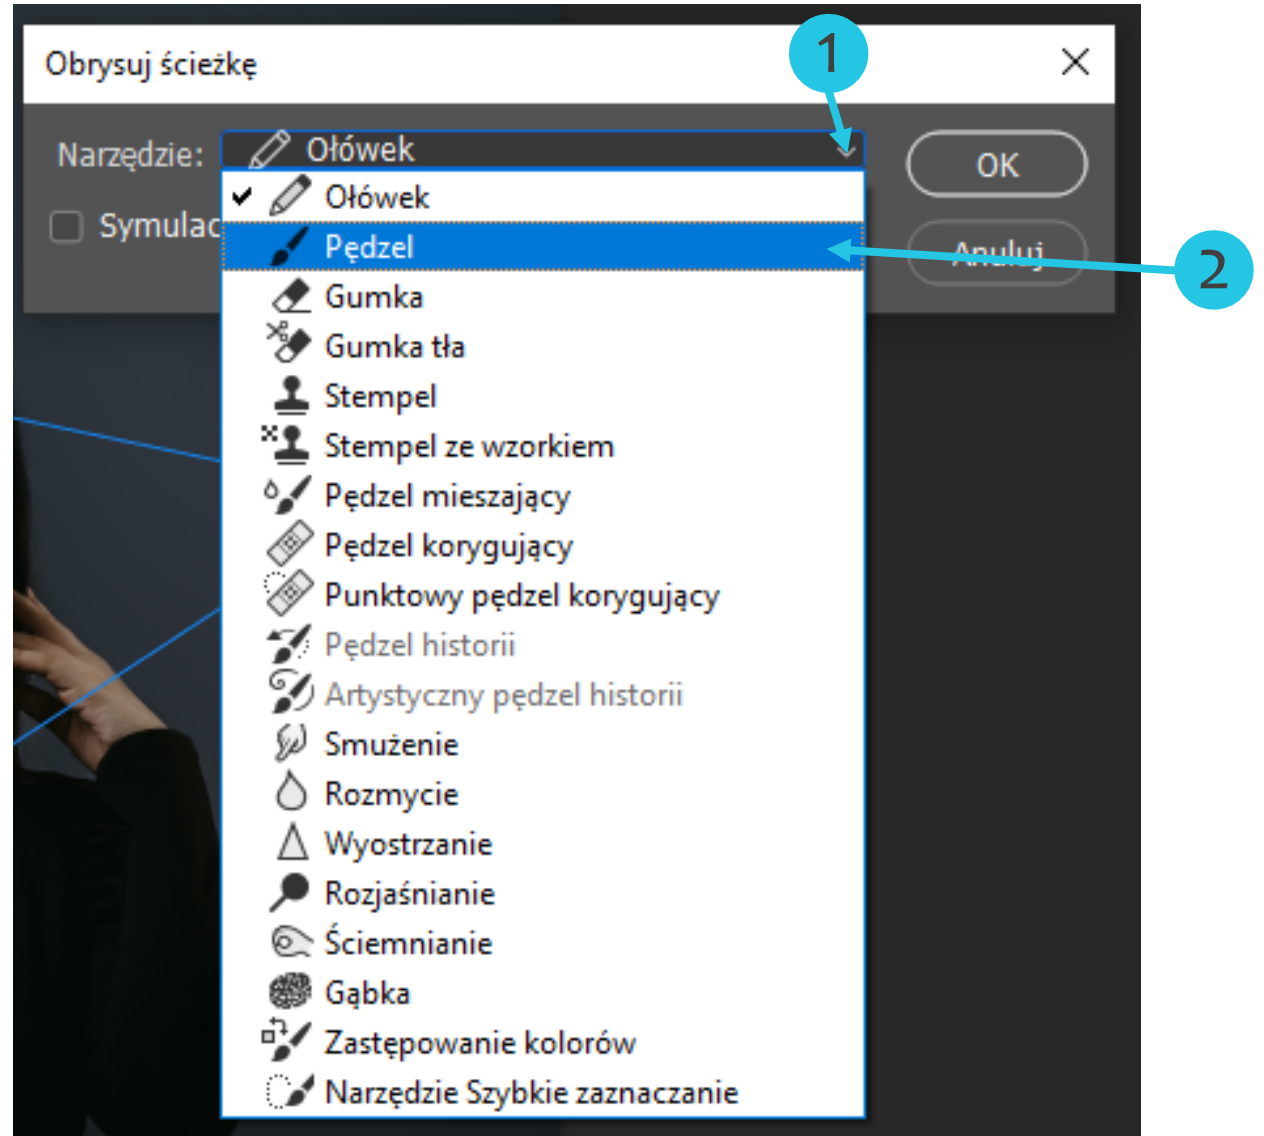 1
Obrysuj ścieżkę
Narzędzie: Ołówek
OK
Ołówek
Symulac
Pędzel
Anuluj
2
Gumka
Gumka tła
Stempel
Stempel ze wzorkiem
Pędzel mieszający
Pędzel korygujący
Punktowy pędzel korygujący
Pędzel historii
Artystyczny pędzel historii
Smużenie
Rozmycie
Wyostrzanie
Rozjaśnianie
Ściemnianie
Gąbka
Zastępowanie kolorów
Narzędzie Szybkie zaznaczanie